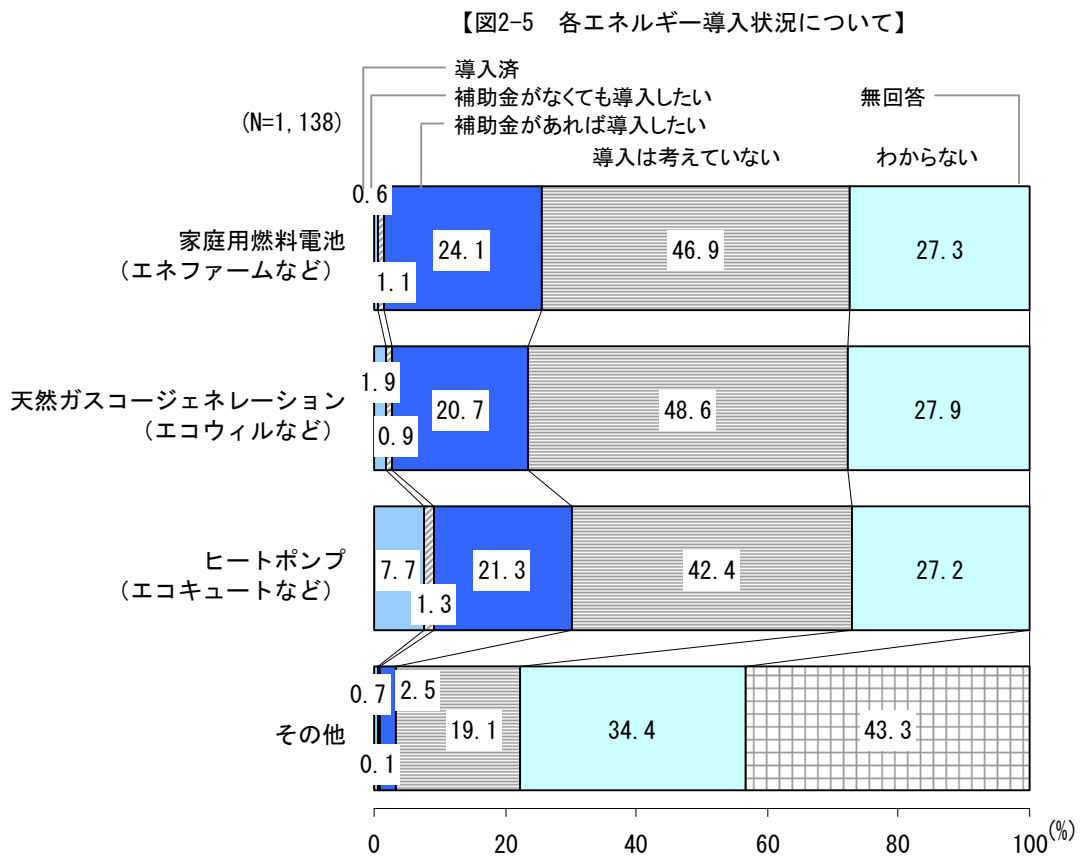 【図2-5　各エネルギー導入状況について】
導入済
補助金がなくても導入したい
無回答
(N=1,138)
補助金があれば導入したい
導入は考えていない
わからない
0.6
家庭用燃料電池
（エネファームなど）
24.1
46.9
27.3
1.1
1.9
天然ガスコージェネレーション
（エコウィルなど）
20.7
48.6
27.9
0.9
ヒートポンプ
（エコキュートなど）
7.7
21.3
42.4
27.2
1.3
0.7
2.5
その他
19.1
34.4
43.3
0.1
0
20
40
60
80
100
(%)